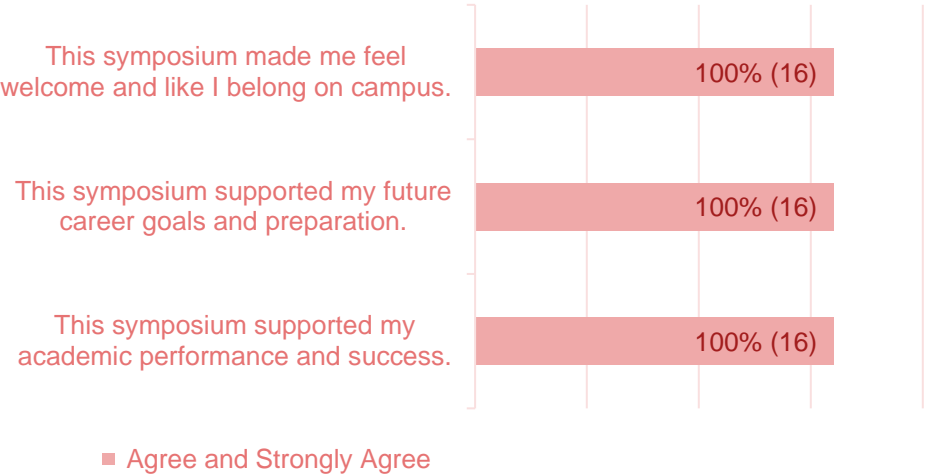 This symposium made me feel
welcome and like I belong on campus.
100% (16)
This symposium supported my future
career goals and preparation.
100% (16)
This symposium supported my
academic performance and success.
100% (16)
Agree and Strongly Agree